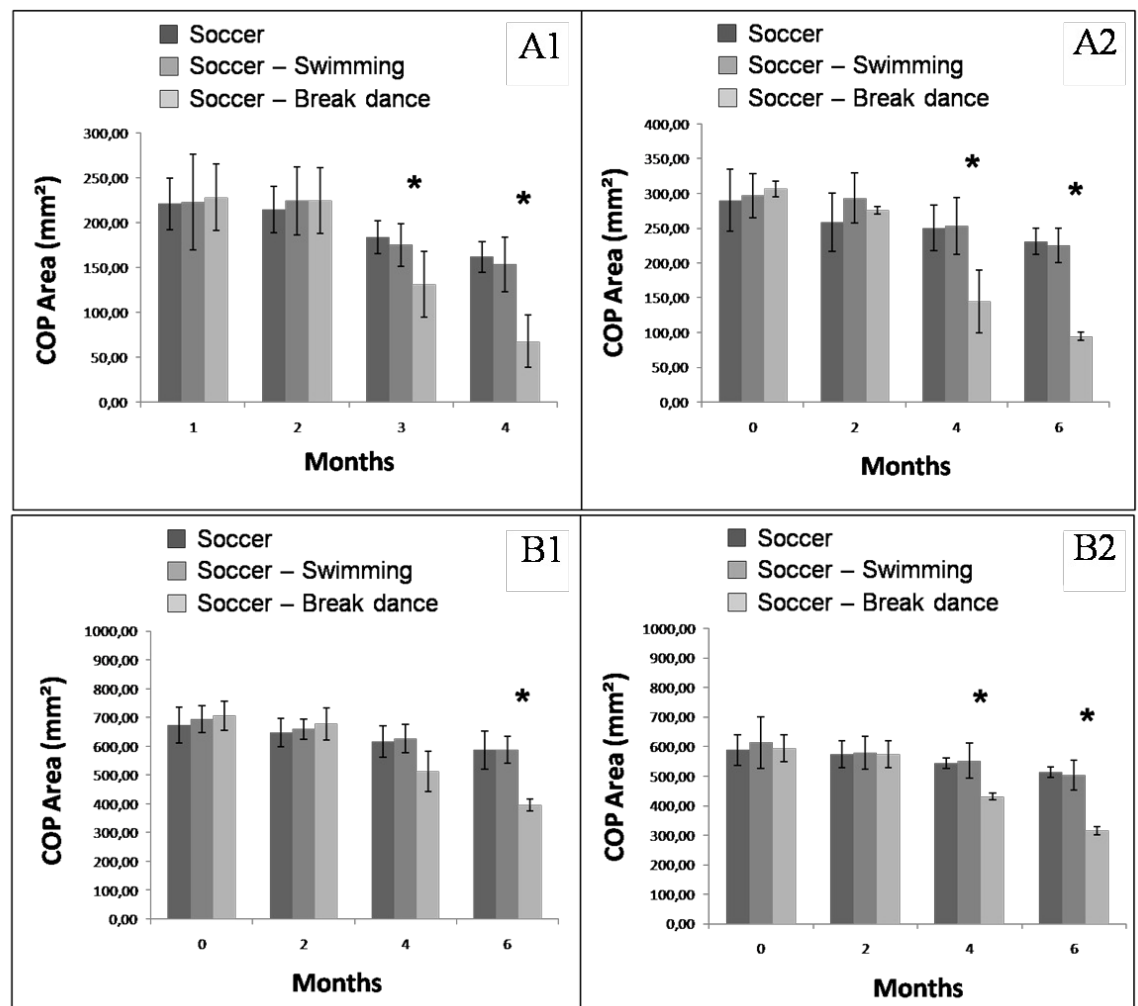 Soccer
Soccer – Swimming
Soccer – Break dance
A1
300,00
250,00
200,00
150,00
100,00
50,00
0,00
COP Area (mm²)
*
*
1 2 3 4
Months
Soccer
Soccer – Swimming
Soccer – Break dance
A2
400,00
350,00
300,00
250,00
200,00
150,00
100,00
50,00
0,00
COP Area (mm²)
*
*
0 2 4 6
Months
Soccer
Soccer – Swimming
Soccer – Break dance
B1
1000,00
900,00
800,00
700,00
600,00
500,00
400,00
300,00
200,00
100,00
0,00
COP Area (mm²)
*
0 2 4 6
Months
Soccer
Soccer – Swimming
Soccer – Break dance
B2
1000,00
900,00
800,00
700,00
600,00
500,00
400,00
300,00
200,00
100,00
0,00
COP Area (mm²)
*
*
0 2 4 6
Months